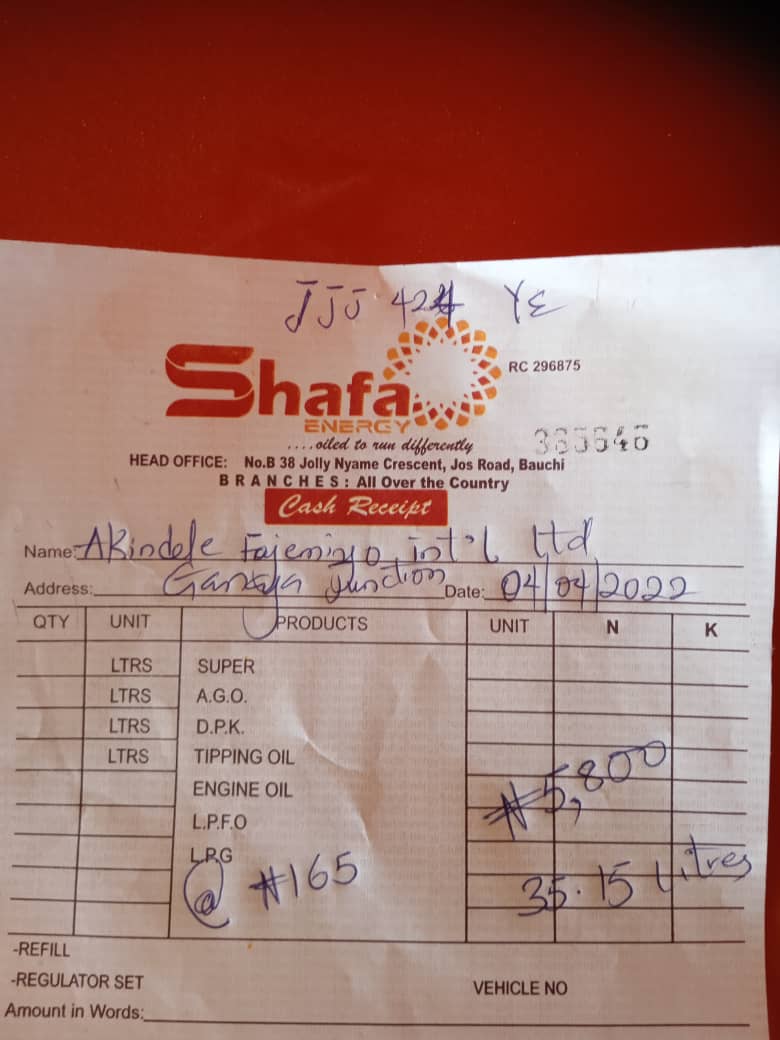 JJJ 424 YE
Shafa
ENERGY
RC 296875
....oiled to run differently
HEAD OFFICE: No.B 38 Jolly Nyame Crescent, Jos Road, Bauchi
BRANCHES: All Over the Country
Cash Receipt
Name: Akindele Fajemiyo int'l Ltd
Address: Junction Date: 04/04/2022
QTY UNIT PRODUCTS UNIT N K
LTRS SUPER
LTRS A.G.O.
LTRS D.P.K.
LTRS TIPPING OIL
ENGINE OIL
₦5,800
L.P.F.O
LPG
@ ₦165
35.15 Litres
-REFILL
-REGULATOR SET
VEHICLE NO
Amount in Words: